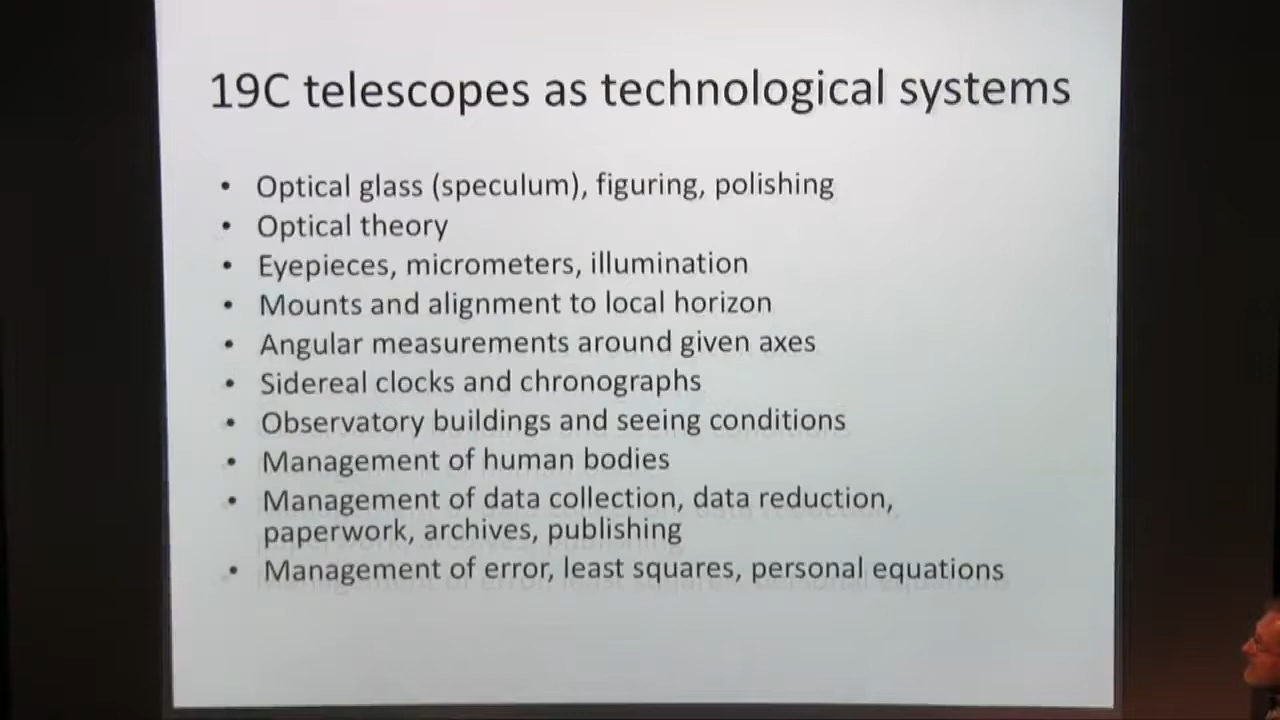 19C telescopes as technological systems
• Optical glass (speculum), figuring, polishing
• Optical theory
• Eyepieces, micrometers, illumination
• Mounts and alignment to local horizon
• Angular measurements around given axes
• Sidereal clocks and chronographs
• Observatory buildings and seeing conditions
• Management of human bodies
• Management of data collection, data reduction,
paperwork, archives, publishing
• Management of error, least squares, personal equations